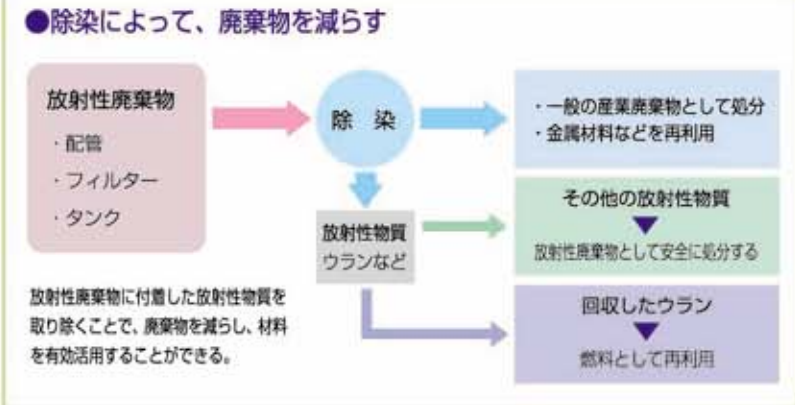 ●除染によって、廃棄物を減らす
放射性廃棄物
・配管
・フィルター
・タンク
除 染
・一般の産業廃棄物として処分
・金属材料などを再利用
放射性物質
ウランなど
その他の放射性物質
放射性廃棄物として安全に処分する
回収したウラン
燃料として再利用
放射性廃棄物に付着した放射性物質を
取り除くことで、廃棄物を減らし、材料
を有効活用することができる。